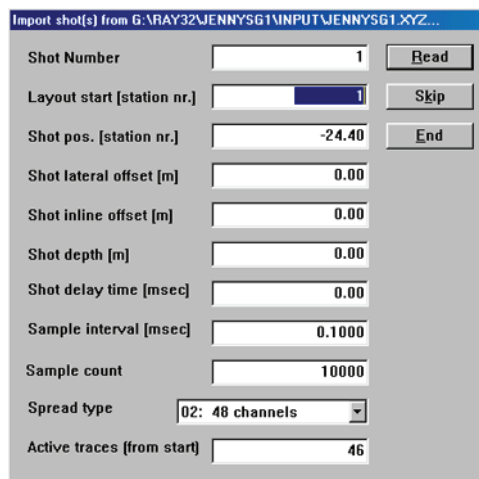 Import shot(s) from G:\RAY32\JENNYSG1\INPUT\JENNYSG1.XYZ...
Shot Number 1 Read
Layout start [station nr.] 1 Skip
Shot pos. [station nr.] -24.40 End
Shot lateral offset [m] 0.00
Shot inline offset [m] 0.00
Shot depth [m] 0.00
Shot delay time [msec] 0.00
Sample interval [msec] 0.1000
Sample count 10000
Spread type 02: 48 channels
Active traces (from start) 46